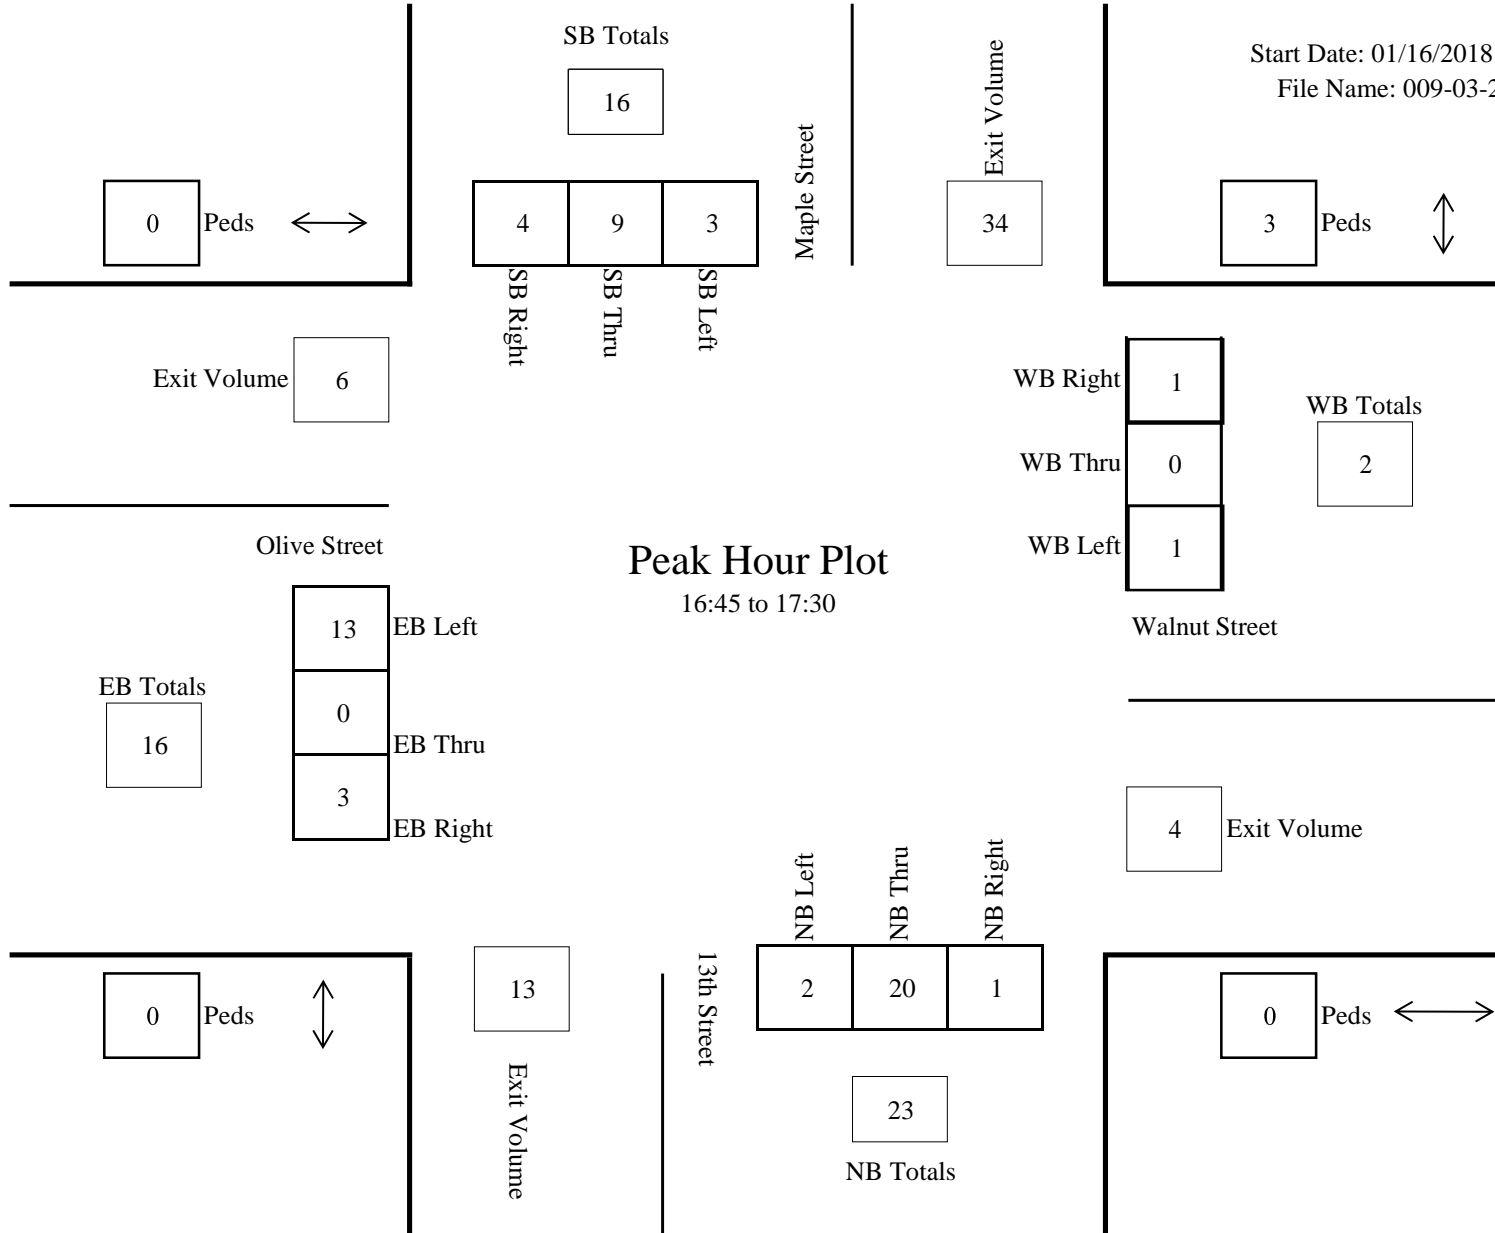 SB Totals
16
Start Date: 01/16/2018
File Name: 009-03-2
Exit Volume
34
Maple Street
0 Peds
4 9 3
SB Right
SB Thru
SB Left
3 Peds
Exit Volume 6
WB Right 1
WB Thru 0
WB Left 1
WB Totals
2
Walnut Street
Olive Street
Peak Hour Plot
16:45 to 17:30
13 EB Left
0 EB Thru
3 EB Right
EB Totals
16
4 Exit Volume
NB Left
NB Thru
NB Right
2 20 1
13th Street
0 Peds
13
Exit Volume
0 Peds
23
NB Totals